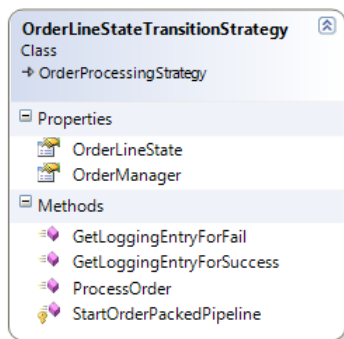 OrderLineStateTransitionStrategy
Class
OrderProcessingStrategy
Properties
OrderLineState
OrderManager
Methods
GetLoggingEntryForFail
GetLoggingEntryForSuccess
ProcessOrder
StartOrderPackedPipeline